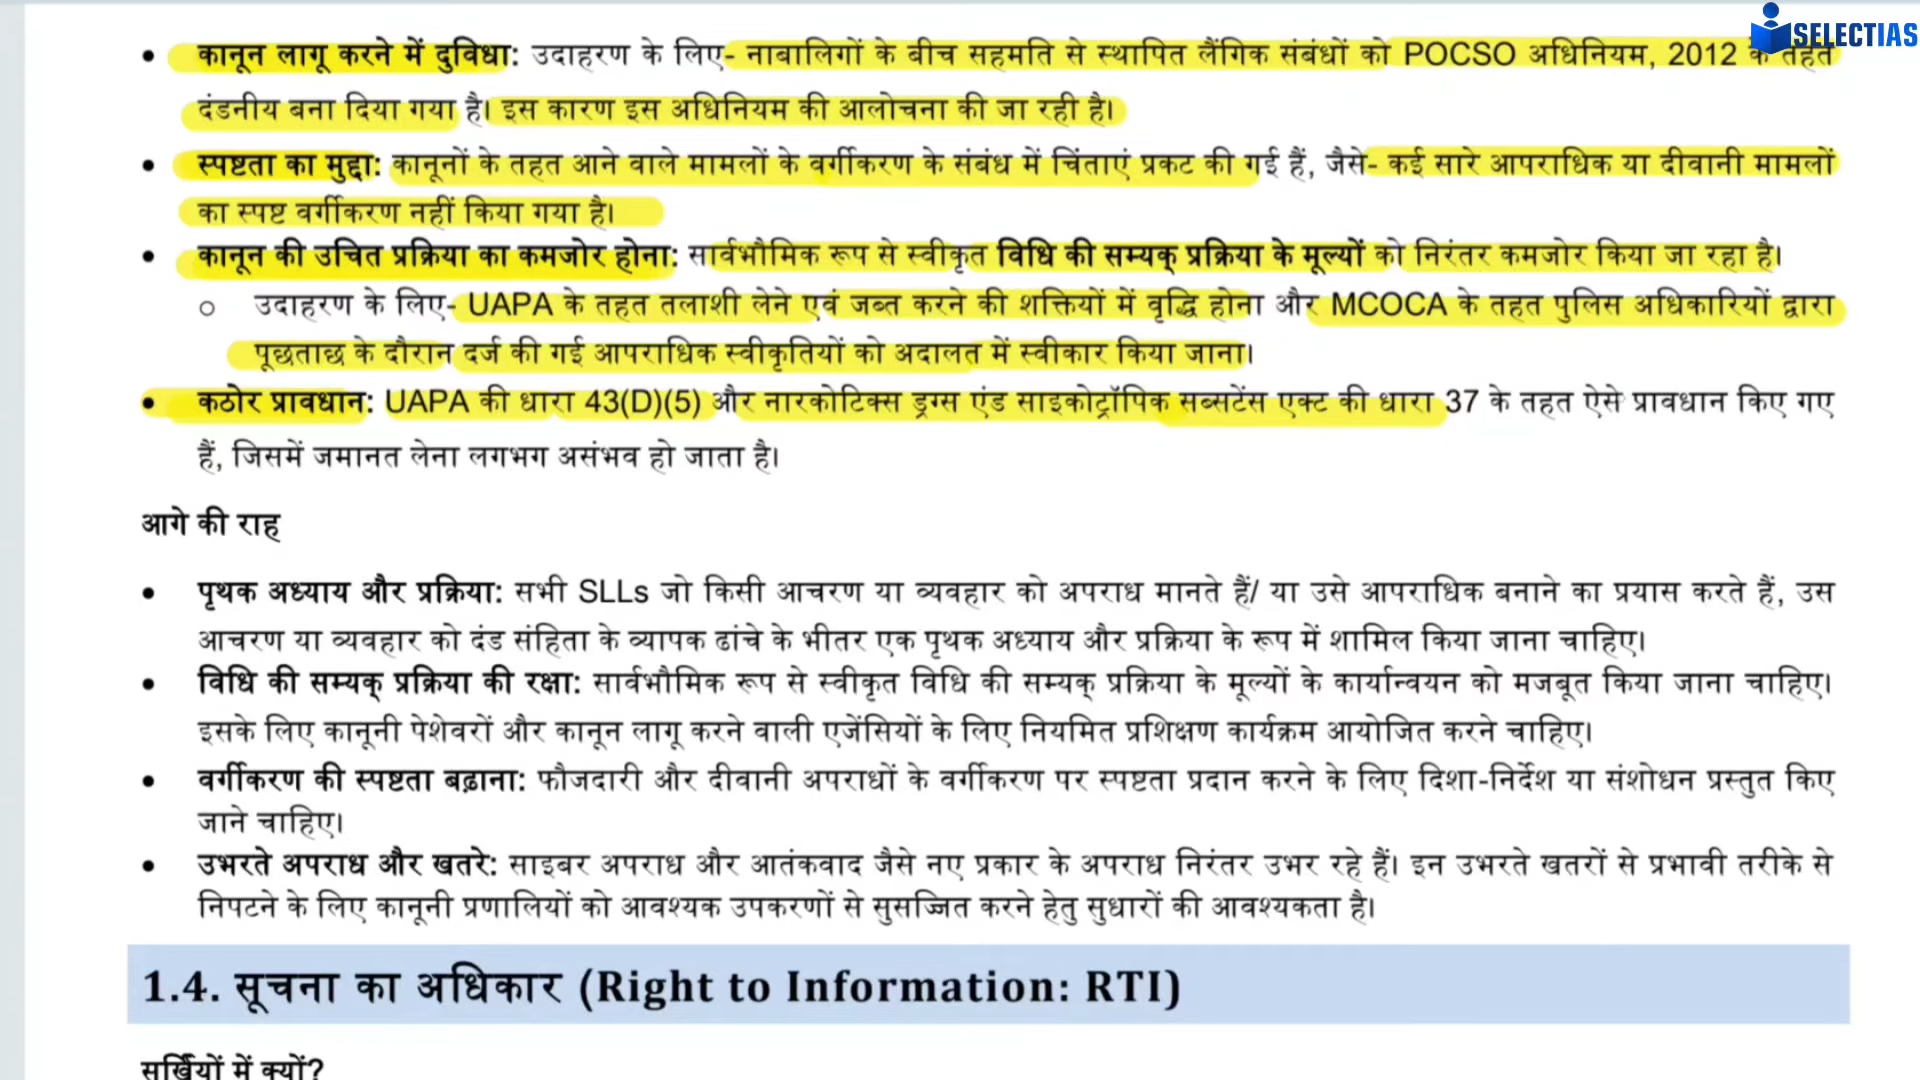 SELECTIAS
• कानून लागू करने में दुविधा: उदाहरण के लिए- नाबालिगों के बीच सहमति से स्थापित लैंगिक संबंधों को POCSO अधिनियम, 2012 के तहत
दंडनीय बना दिया गया है। इस कारण इस अधिनियम की आलोचना की जा रही है।
• स्पष्टता का मुद्दा: कानूनों के तहत आने वाले मामलों के वर्गीकरण के संबंध में चिंताएं प्रकट की गई हैं, जैसे- कई सारे आपराधिक या दीवानी मामलों
का स्पष्ट वर्गीकरण नहीं किया गया है।
• कानून की उचित प्रक्रिया का कमजोर होना: सार्वभौमिक रूप से स्वीकृत विधि की सम्यक् प्रक्रिया के मूल्यों को निरंतर कमजोर किया जा रहा है।
o उदाहरण के लिए- UAPA के तहत तलाशी लेने एवं जब्त करने की शक्तियों में वृद्धि होना और MCOCA के तहत पुलिस अधिकारियों द्वारा
पूछताछ के दौरान दर्ज की गई आपराधिक स्वीकृतियों को अदालत में स्वीकार किया जाना।
• कठोर प्रावधान: UAPA की धारा 43(D)(5) और नारकोटिक्स ड्रग्स एंड साइकोट्रॉपिक सब्सटेंस एक्ट की धारा 37 के तहत ऐसे प्रावधान किए गए
हैं, जिसमें जमानत लेना लगभग असंभव हो जाता है।
आगे की राह
• पृथक अध्याय और प्रक्रिया: सभी SLLs जो किसी आचरण या व्यवहार को अपराध मानते हैं/ या उसे आपराधिक बनाने का प्रयास करते हैं, उस
आचरण या व्यवहार को दंड संहिता के व्यापक ढांचे के भीतर एक पृथक अध्याय और प्रक्रिया के रूप में शामिल किया जाना चाहिए।
• विधि की सम्यक् प्रक्रिया की रक्षा: सार्वभौमिक रूप से स्वीकृत विधि की सम्यक् प्रक्रिया के मूल्यों के कार्यान्वयन को मजबूत किया जाना चाहिए।
इसके लिए कानूनी पेशेवरों और कानून लागू करने वाली एजेंसियों के लिए नियमित प्रशिक्षण कार्यक्रम आयोजित करने चाहिए।
• वर्गीकरण की स्पष्टता बढ़ाना: फौजदारी और दीवानी अपराधों के वर्गीकरण पर स्पष्टता प्रदान करने के लिए दिशा-निर्देश या संशोधन प्रस्तुत किए
जाने चाहिए।
• उभरते अपराध और खतरे: साइबर अपराध और आतंकवाद जैसे नए प्रकार के अपराध निरंतर उभर रहे हैं। इन उभरते खतरों से प्रभावी तरीके से
निपटने के लिए कानूनी प्रणालियों को आवश्यक उपकरणों से सुसज्जित करने हेतु सुधारों की आवश्यकता है।
1.4. सूचना का अधिकार (Right to Information: RTI)
सुर्ख़ियों में क्यों?